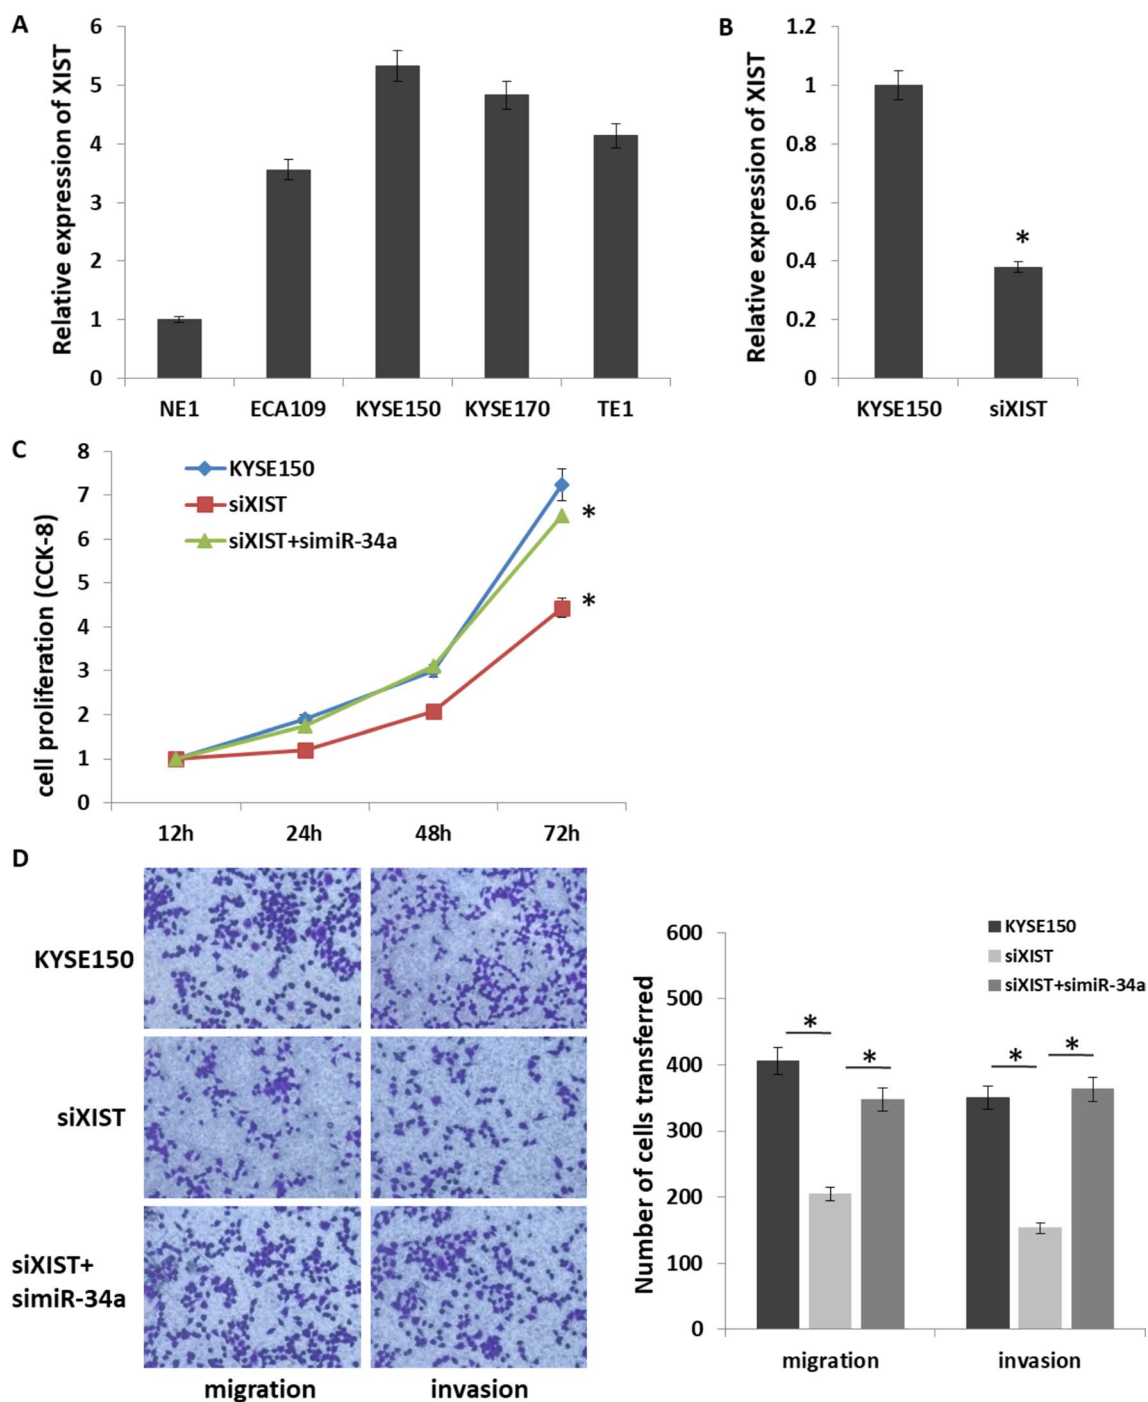 A
Relative expression of XIST
6
5
4
3
2
1
0
NE1 ECA109 KYSE150 KYSE170 TE1
B
Relative expression of XIST
1.2
1
0.8
0.6
0.4
0.2
0
*
KYSE150 siXIST
C
cell proliferation (CCK-8)
8
7
6
5
4
3
2
1
0
KYSE150
siXIST
siXIST+simiR-34a
*
*
12h 24h 48h 72h
D
KYSE150
siXIST
siXIST+
simiR-34a
migration invasion
Number of cells transferred
600
500
400
300
200
100
0
KYSE150
siXIST
siXIST+simiR-34a
* * * *
migration invasion